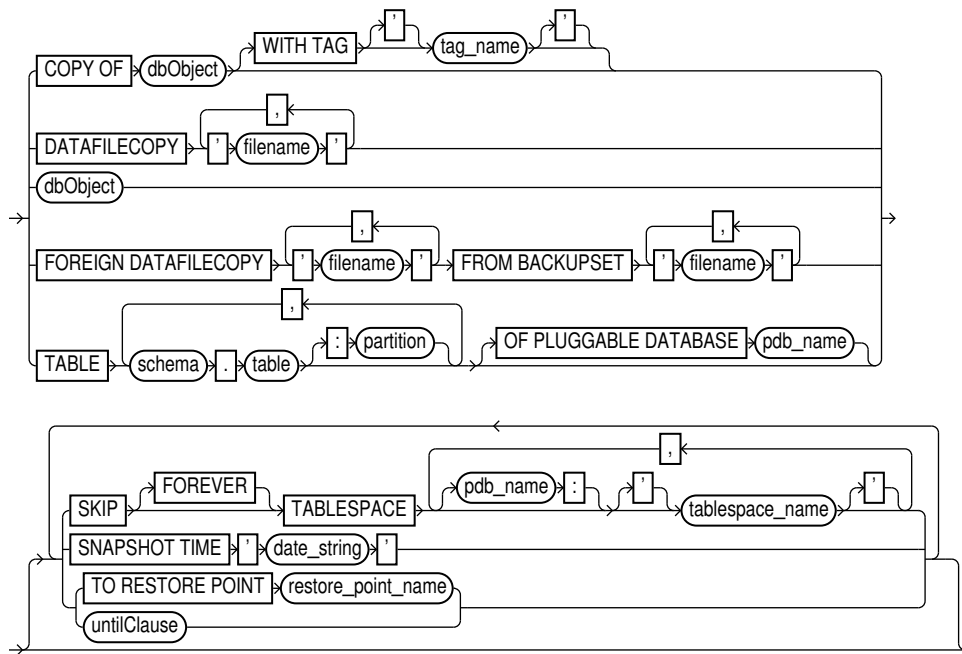 WITH TAG ' tag_name '
COPY OF dbObject
,
DATAFILECOPY ' filename '
dbObject
, ,
FOREIGN DATAFILECOPY ' filename ' FROM BACKUPSET ' filename '
,
: partition OF PLUGGABLE DATABASE pdb_name
TABLE schema . table
,
FOREVER pdb_name : ' '
SKIP TABLESPACE tablespace_name
SNAPSHOT TIME ' date_string '
TO RESTORE POINT restore_point_name
untilClause